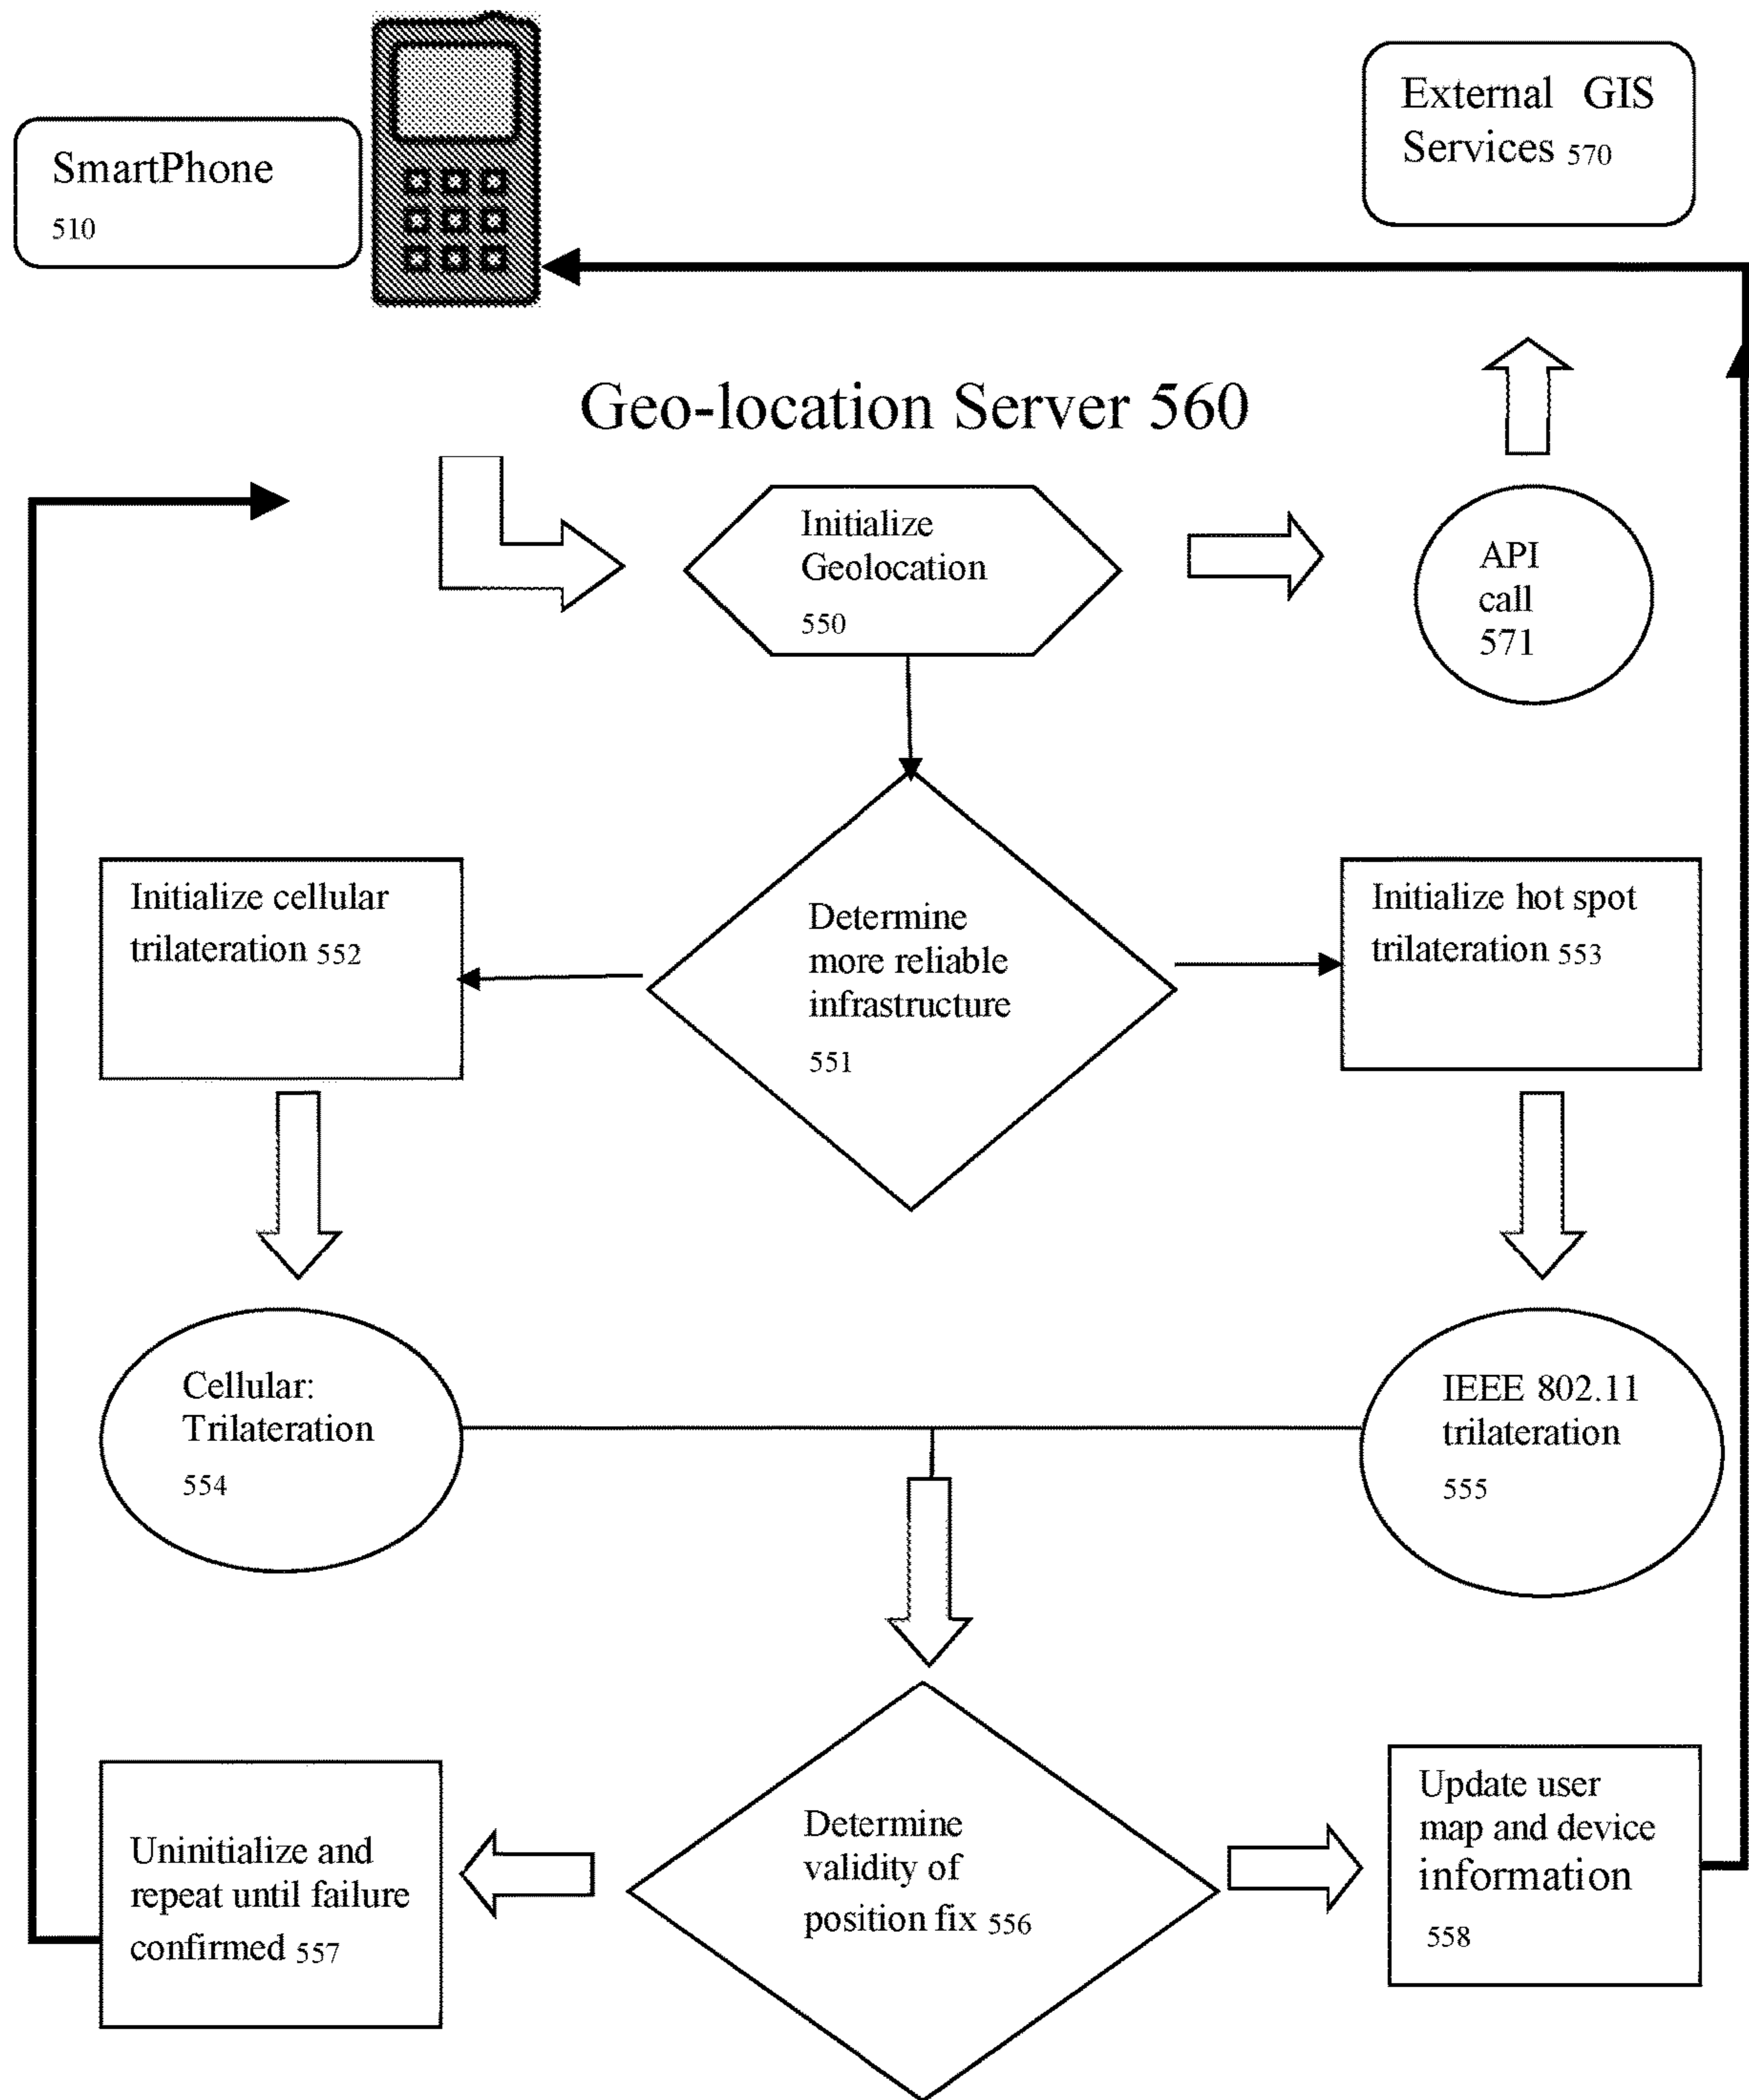 External GIS
Services 570
SmartPhone
510
Geo-location Server 560
Initialize
Geolocation
550
API
call
571
Initialize cellular
trilateration 552
Determine
more reliable
infrastructure
551
Initialize hot spot
trilateration 553
Cellular:
Trilateration
554
IEEE 802.11
trilateration
555
Uninitialize and
repeat until failure
confirmed 557
Determine
validity of
position fix 556
Update user
map and device
information
558